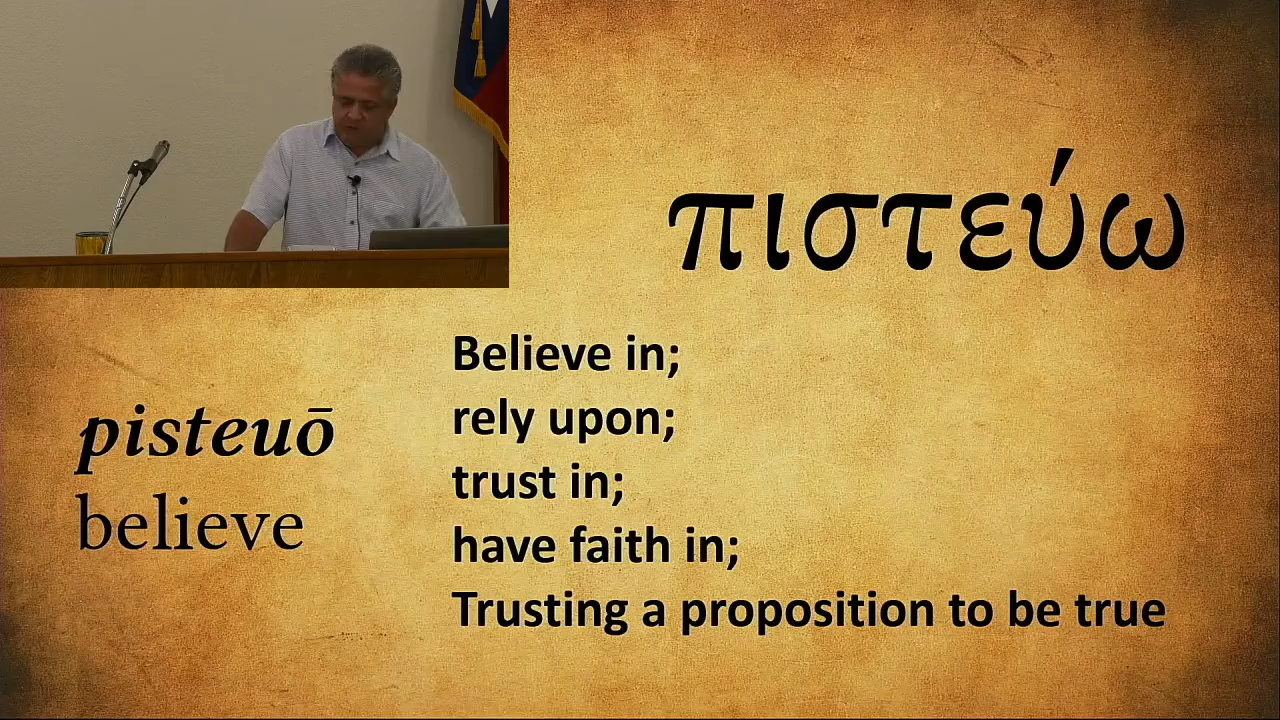 πιστεύω
Believe in;
rely upon;
trust in;
have faith in;
Trusting a proposition to be true
pisteuō
believe